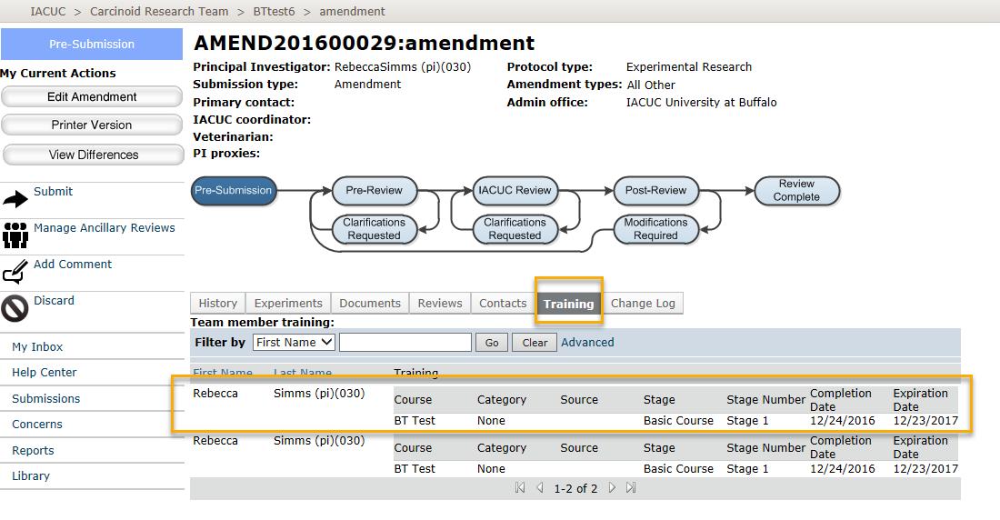 IACUC > Carcinoid Research Team > BTtest6 > amendment
Pre-Submission
My Current Actions
Edit Amendment
Printer Version
View Differences
Submit
Manage Ancillary Reviews
Add Comment
Discard
My Inbox
Help Center
Submissions
Concerns
Reports
Library
AMEND201600029:amendment
Principal Investigator: RebeccaSimms (pi)(030) Protocol type: Experimental Research
Submission type: Amendment Amendment types: All Other
Primary contact: Admin office: IACUC University at Buffalo
IACUC coordinator:
Veterinarian:
PI proxies:
Pre-Submission Pre-Review IACUC Review Post-Review Review Complete
Clarifications Requested Clarifications Requested Modifications Required
History Experiments Documents Reviews Contacts Training Change Log
Team member training:
Filter by First Name Go Clear Advanced
First Name Last Name Training
Rebecca Simms (pi)(030) Course Category Source Stage Stage Number Completion Date Expiration Date
BT Test None Basic Course Stage 1 12/24/2016 12/23/2017
Rebecca Simms (pi)(030) Course Category Source Stage Stage Number Completion Date Expiration Date
BT Test None Basic Course Stage 1 12/24/2016 12/23/2017
1-2 of 2